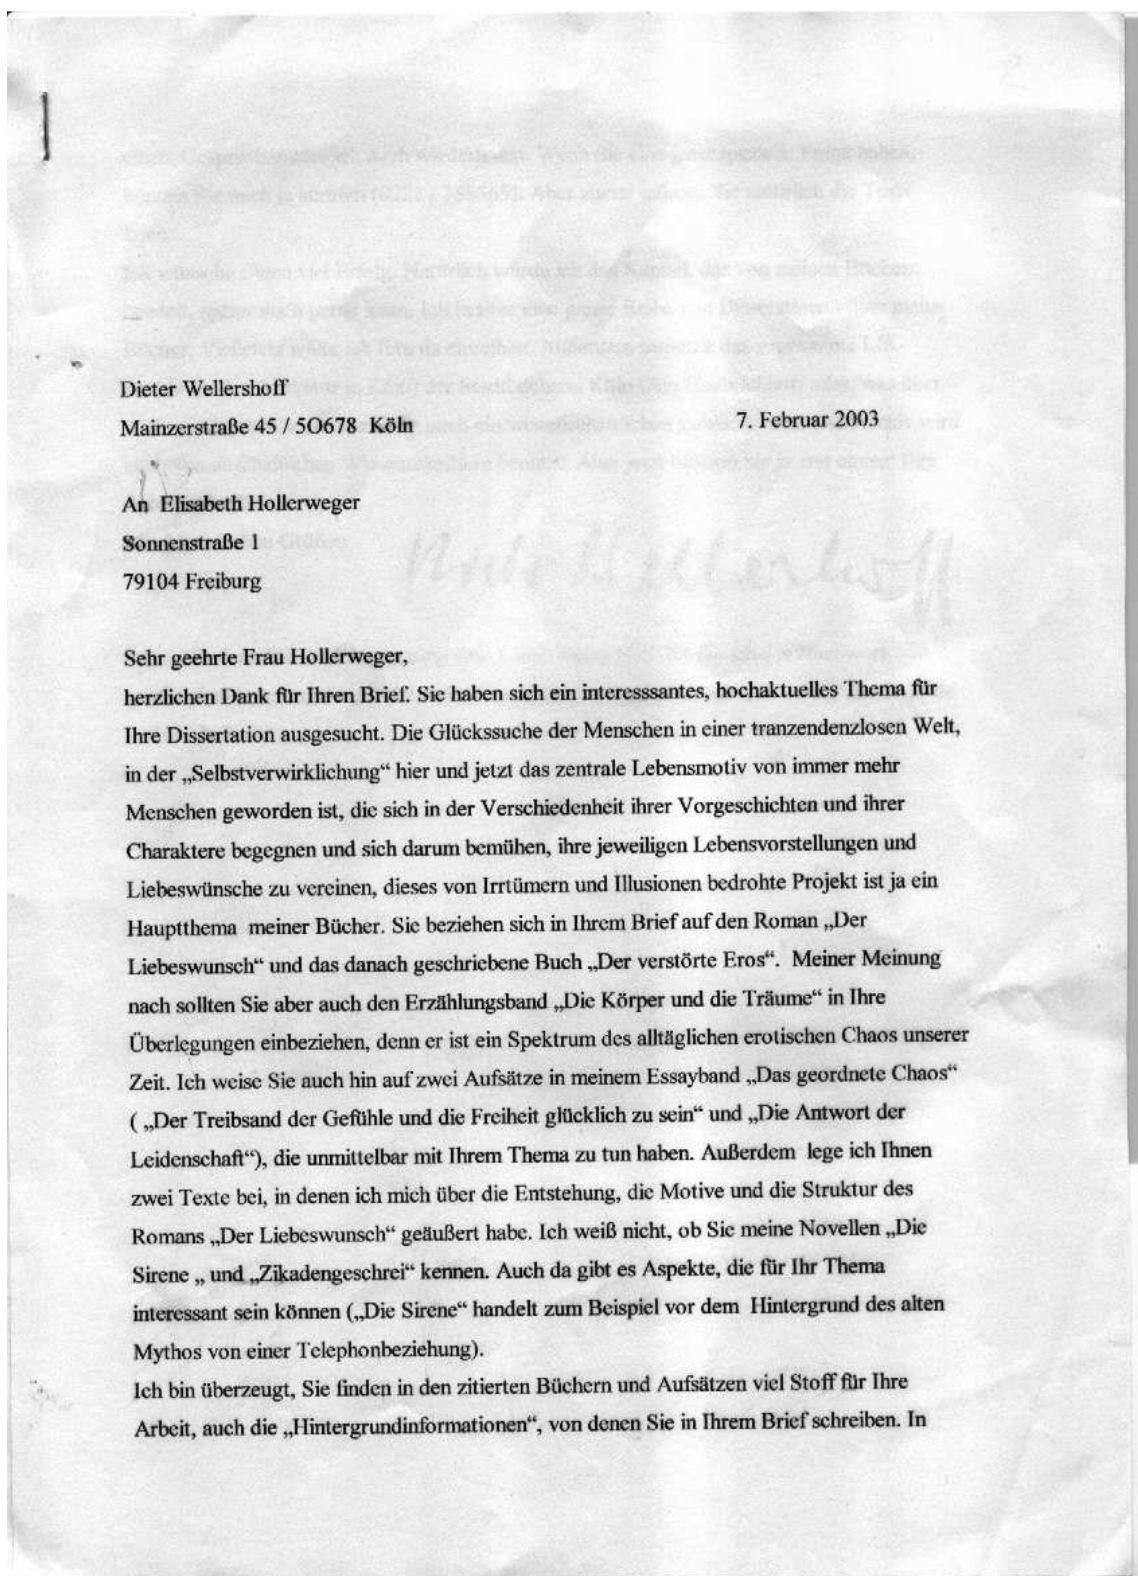 Dieter Wellershoff
Mainzerstraße 45 / 5O678  Köln
7. Februar 2003
An  Elisabeth Hollerweger
Sonnenstraße 1
79104 Freiburg
Sehr geehrte Frau Hollerweger,
herzlichen Dank für Ihren Brief. Sie haben sich ein interesssantes, hochaktuelles Thema für
Ihre Dissertation ausgesucht. Die Glückssuche der Menschen in einer tranzendenzlosen Welt,
in der „Selbstverwirklichung“ hier und jetzt das zentrale Lebensmotiv von immer mehr
Menschen geworden ist, die sich in der Verschiedenheit ihrer Vorgeschichten und ihrer
Charaktere begegnen und sich darum bemühen, ihre jeweiligen Lebensvorstellungen und
Liebeswünsche zu vereinen, dieses von Irrtümern und Illusionen bedrohte Projekt ist ja ein
Hauptthema  meiner Bücher. Sie beziehen sich in Ihrem Brief auf den Roman „Der
Liebeswunsch“ und das danach geschriebene Buch „Der verstörte Eros“.  Meiner Meinung
nach sollten Sie aber auch den Erzählungsband „Die Körper und die Träume“ in Ihre
Überlegungen einbeziehen, denn er ist ein Spektrum des alltäglichen erotischen Chaos unserer
Zeit. Ich weise Sie auch hin auf zwei Aufsätze in meinem Essayband „Das geordnete Chaos“
( „Der Treibsand der Gefühle und die Freiheit glücklich zu sein“ und „Die Antwort der
Leidenschaft“), die unmittelbar mit Ihrem Thema zu tun haben. Außerdem  lege ich Ihnen
zwei Texte bei, in denen ich mich über die Entstehung, die Motive und die Struktur des
Romans „Der Liebeswunsch“ geäußert habe. Ich weiß nicht, ob Sie meine Novellen „Die
Sirene „ und „Zikadengeschrei“ kennen. Auch da gibt es Aspekte, die für Ihr Thema
interessant sein können („Die Sirene“ handelt zum Beispiel vor dem  Hintergrund des alten
Mythos von einer Telephonbeziehung).
Ich bin überzeugt, Sie finden in den zitierten Büchern und Aufsätzen viel Stoff für Ihre
Arbeit, auch die „Hintergrundinformationen“, von denen Sie in Ihrem Brief schreiben. In